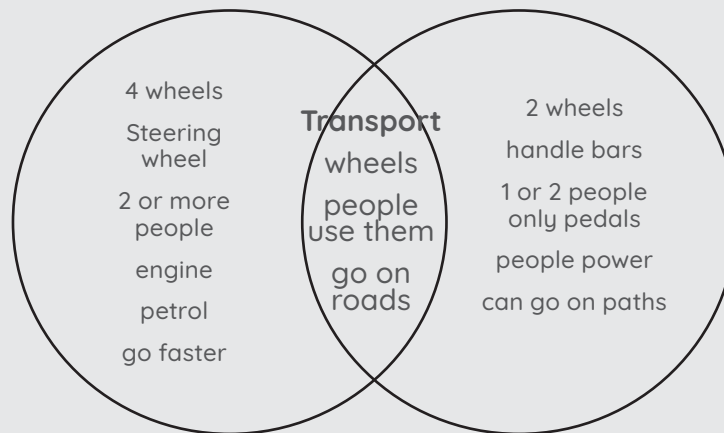 4 wheels
Steering
wheel
2 or more
people
engine
petrol
go faster
Transport
wheels
people
use them
go on
roads
2 wheels
handle bars
1 or 2 people
only pedals
people power
can go on paths